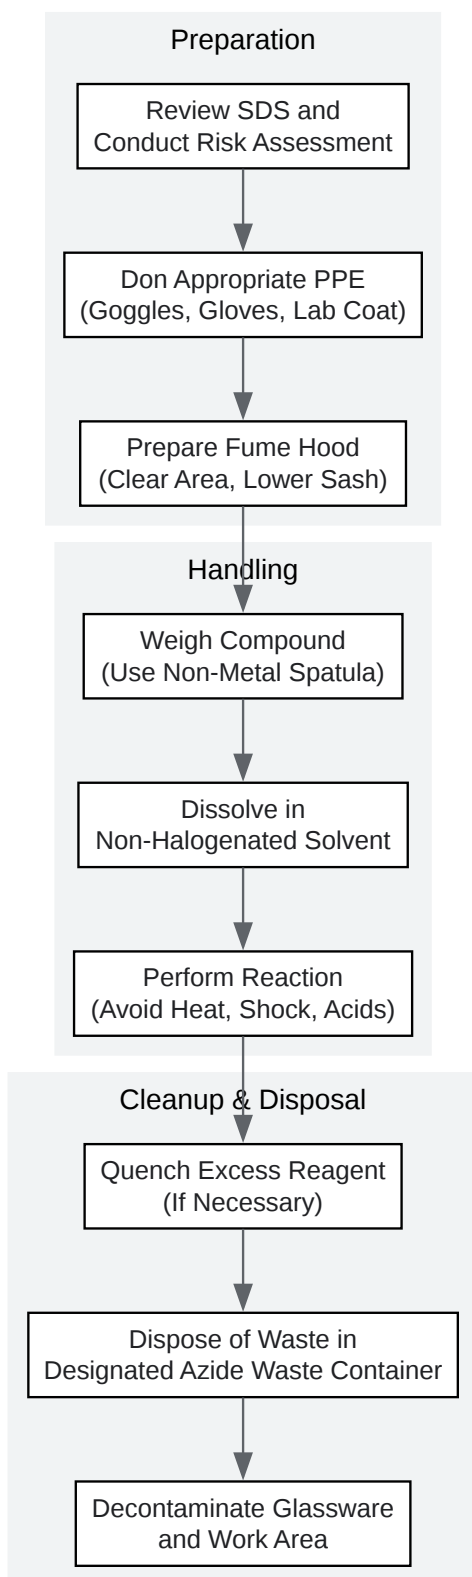 Preparation
Review SDS and
Conduct Risk Assessment
Don Appropriate PPE
(Goggles, Gloves, Lab Coat)
Prepare Fume Hood
(Clear Area, Lower Sash)
Handling
Weigh Compound
(Use Non-Metal Spatula)
Dissolve in
Non-Halogenated Solvent
Perform Reaction
(Avoid Heat, Shock, Acids)
Cleanup & Disposal
Quench Excess Reagent
(If Necessary)
Dispose of Waste in
Designated Azide Waste Container
Decontaminate Glassware
and Work Area